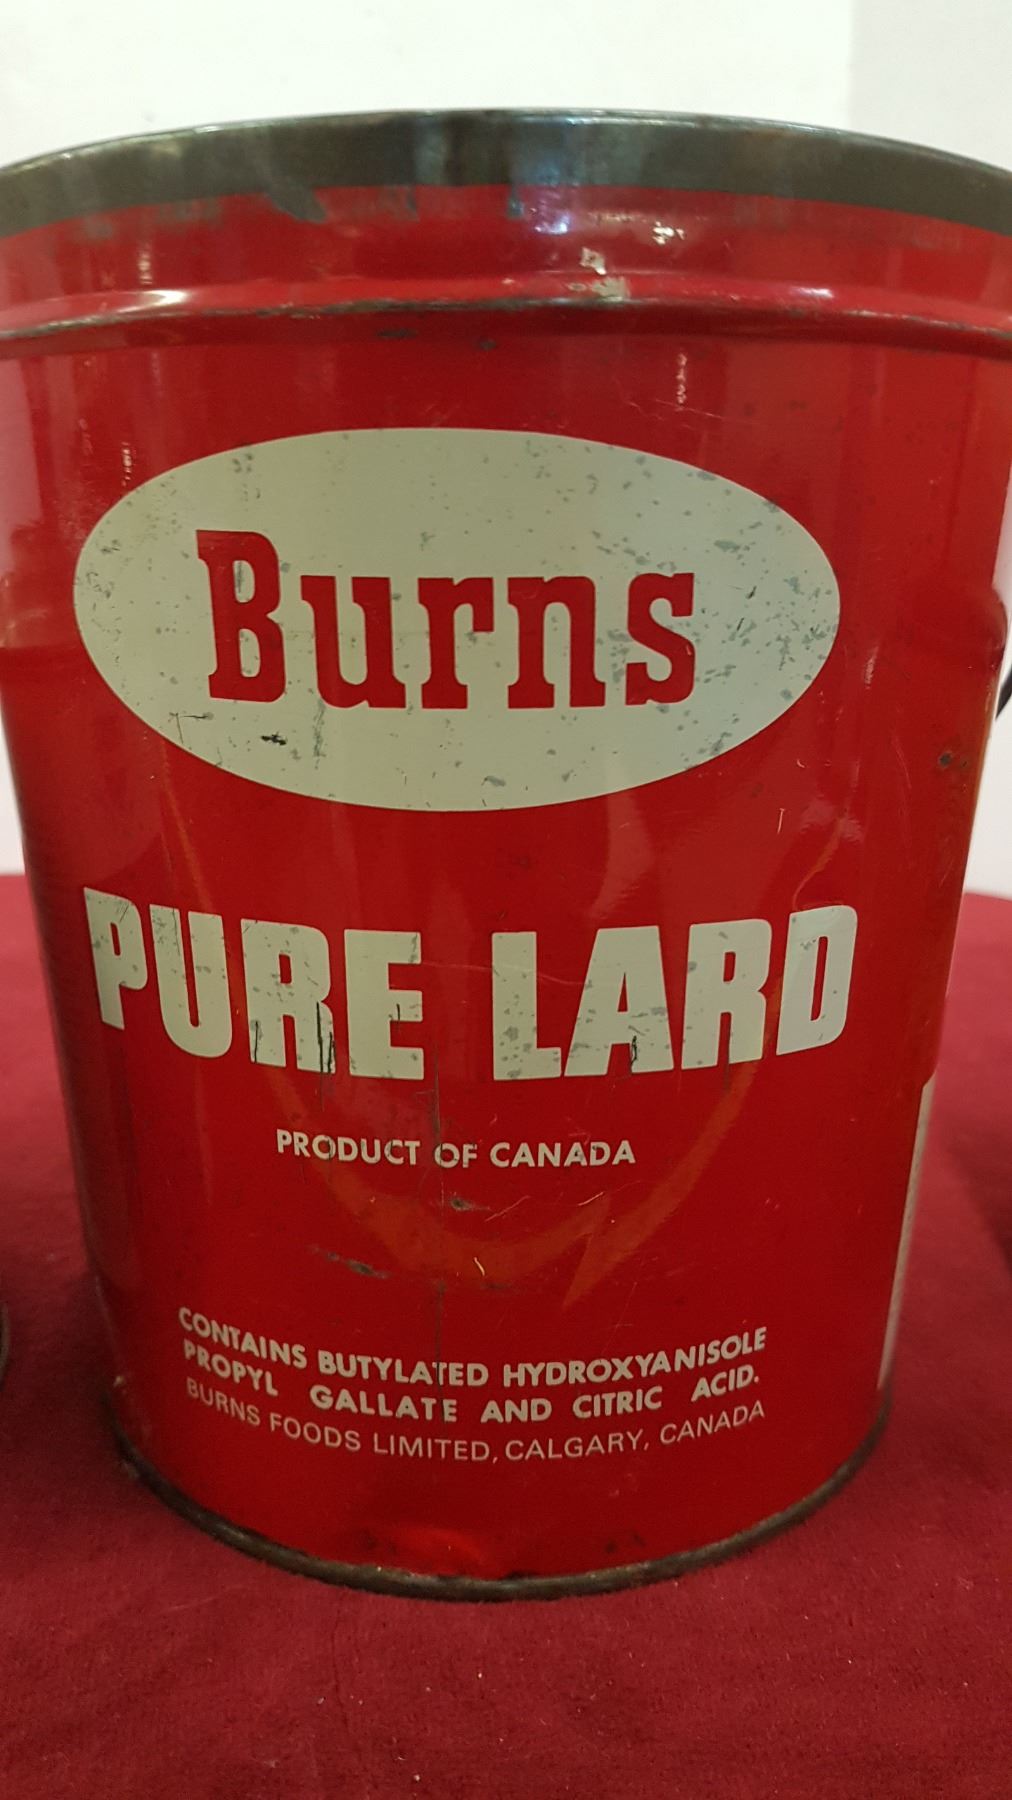 Burns
PURE LARD
PRODUCT OF CANADA
CONTAINS BUTYLATED HYDROXYANISOLE
PROPYL GALLATE AND CITRIC ACID.
BURNS FOODS LIMITED, CALGARY, CANADA